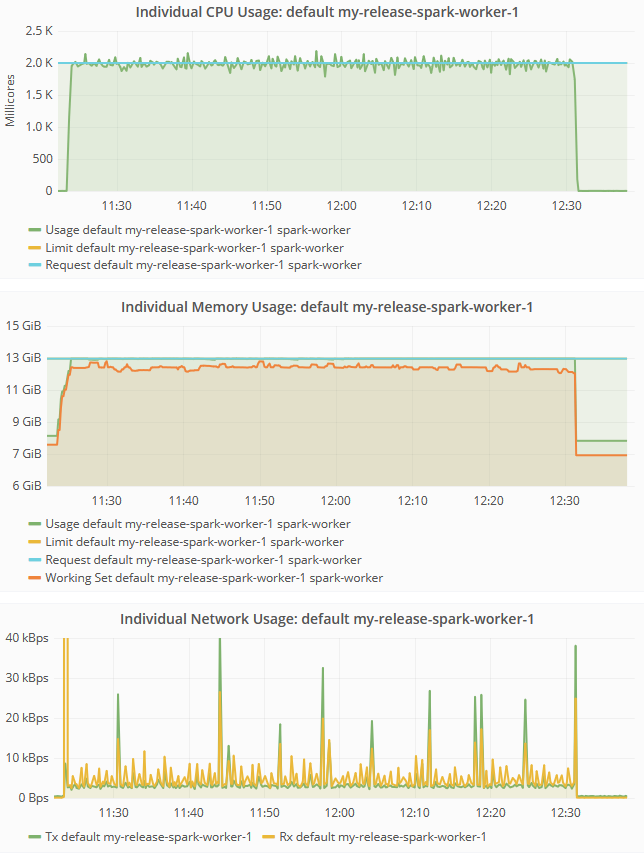 Individual CPU Usage: default my-release-spark-worker-1
2.5 K
2.0 K
1.5 K
1.0 K
500
0
Millicores
11:30 11:40 11:50 12:00 12:10 12:20 12:30
Usage default my-release-spark-worker-1 spark-worker
Limit default my-release-spark-worker-1 spark-worker
Request default my-release-spark-worker-1 spark-worker
Individual Memory Usage: default my-release-spark-worker-1
15 GiB
13 GiB
11 GiB
9 GiB
7 GiB
6 GiB
11:30 11:40 11:50 12:00 12:10 12:20 12:30
Usage default my-release-spark-worker-1 spark-worker
Limit default my-release-spark-worker-1 spark-worker
Request default my-release-spark-worker-1 spark-worker
Working Set default my-release-spark-worker-1 spark-worker
Individual Network Usage: default my-release-spark-worker-1
40 kBps
30 kBps
20 kBps
10 kBps
0 Bps
11:30 11:40 11:50 12:00 12:10 12:20 12:30
Tx default my-release-spark-worker-1 Rx default my-release-spark-worker-1